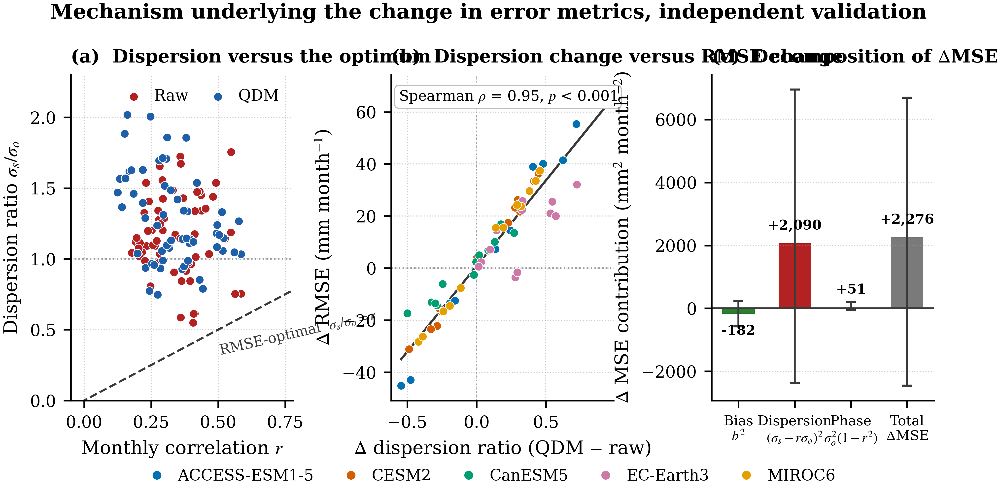 Mechanism underlying the change in error metrics, independent validation
(a) Dispersion versus the optimum
(b) Dispersion change versus RMSE change
(c) Decomposition of ΔMSE
Raw
QDM
Dispersion ratio σₛ/σₒ
2.0
1.5
1.0
0.5
0.0
RMSE-optimal σₛ/σₒ = r
0.00
0.25
0.50
0.75
Monthly correlation r
Spearman ρ = 0.95, p < 0.001
Δ RMSE (mm month⁻¹)
60
40
20
0
−20
−40
−0.5
0.0
0.5
Δ dispersion ratio (QDM − raw)
Δ MSE contribution (mm² month⁻²)
6000
4000
2000
0
−2000
-182
+2,090
+51
+2,276
Bias
b²
Dispersion
(σₛ − rσₒ)²
Phase
σₒ²(1 − r²)
Total
ΔMSE
ACCESS-ESM1-5
CESM2
CanESM5
EC-Earth3
MIROC6